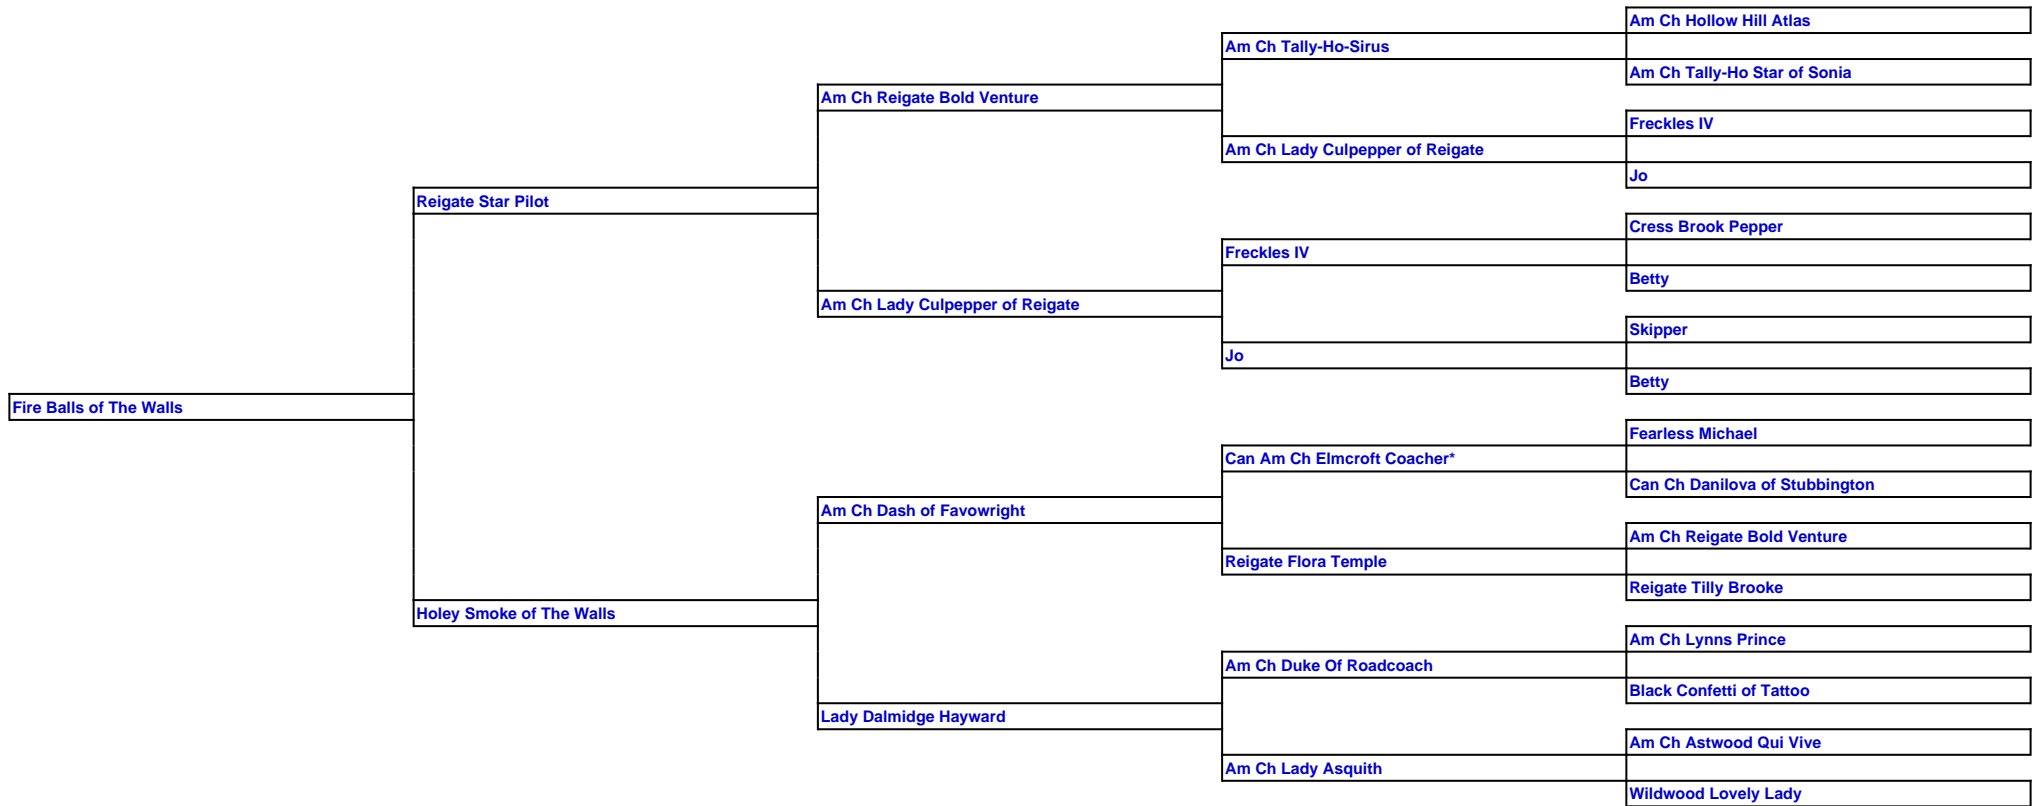 Am Ch Hollow Hill Atlas
Am Ch Tally-Ho-Sirus
Am Ch Tally-Ho Star of Sonia
Am Ch Reigate Bold Venture
Freckles IV
Am Ch Lady Culpepper of Reigate
Jo
Reigate Star Pilot
Cress Brook Pepper
Freckles IV
Betty
Am Ch Lady Culpepper of Reigate
Skipper
Jo
Betty
Fire Balls of The Walls
Fearless Michael
Can Am Ch Elmcroft Coacher*
Can Ch Danilova of Stubbington
Am Ch Dash of Favowright
Am Ch Reigate Bold Venture
Reigate Flora Temple
Reigate Tilly Brooke
Holey Smoke of The Walls
Am Ch Lynns Prince
Am Ch Duke Of Roadcoach
Black Confetti of Tattoo
Lady Dalmidge Hayward
Am Ch Astwood Qui Vive
Am Ch Lady Asquith
Wildwood Lovely Lady